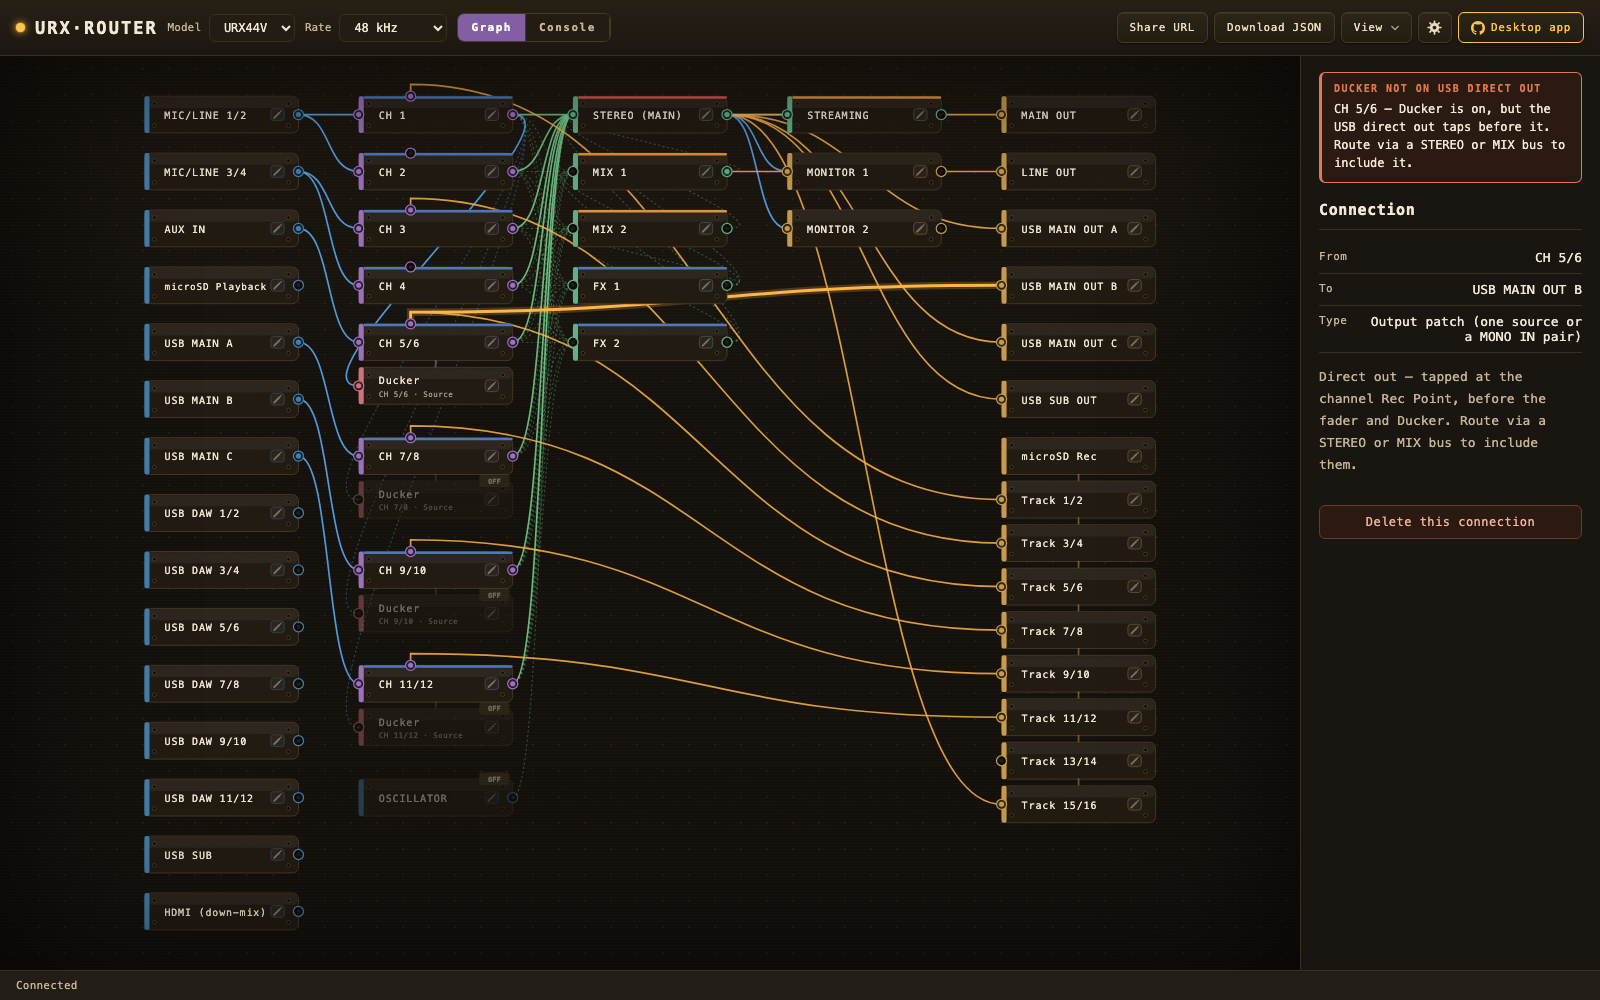 URX·ROUTER
Model
URX44V
Rate
48 kHz
Graph
Console
Share URL
Download JSON
View
Desktop app
MIC/LINE 1/2
MIC/LINE 3/4
AUX IN
microSD Playback
USB MAIN A
USB MAIN B
USB MAIN C
USB DAW 1/2
USB DAW 3/4
USB DAW 5/6
USB DAW 7/8
USB DAW 9/10
USB DAW 11/12
USB SUB
HDMI (down-mix)
CH 1
CH 2
CH 3
CH 4
CH 5/6
Ducker
CH 5/6 · Source
CH 7/8
OFF
Ducker
CH 7/8 · Source
CH 9/10
OFF
Ducker
CH 9/10 · Source
CH 11/12
OFF
Ducker
CH 11/12 · Source
OFF
OSCILLATOR
STEREO (MAIN)
MIX 1
MIX 2
FX 1
FX 2
STREAMING
MONITOR 1
MONITOR 2
MAIN OUT
LINE OUT
USB MAIN OUT A
USB MAIN OUT B
USB MAIN OUT C
USB SUB OUT
microSD Rec
Track 1/2
Track 3/4
Track 5/6
Track 7/8
Track 9/10
Track 11/12
Track 13/14
Track 15/16
DUCKER NOT ON USB DIRECT OUT
CH 5/6 — Ducker is on, but the
USB direct out taps before it.
Route via a STEREO or MIX bus to
include it.
Connection
From
CH 5/6
To
USB MAIN OUT B
Type
Output patch (one source or
a MONO IN pair)
Direct out — tapped at the
channel Rec Point, before the
fader and Ducker. Route via a
STEREO or MIX bus to include
them.
Delete this connection
Connected